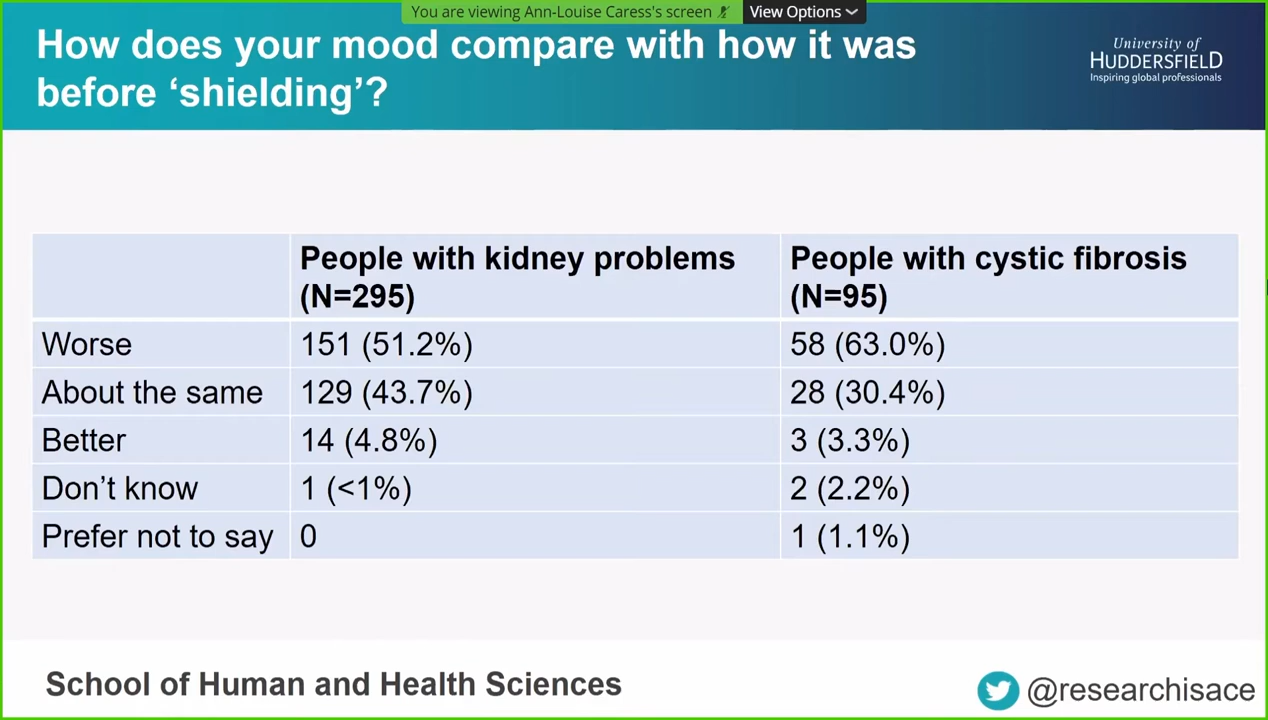 You are viewing Ann-Louise Caress's screen
View Options
How does your mood compare with how it was
before ‘shielding’?
University of
HUDDERSFIELD
Inspiring global professionals
People with kidney problems
(N=295)
People with cystic fibrosis
(N=95)
Worse
151 (51.2%)
58 (63.0%)
About the same
129 (43.7%)
28 (30.4%)
Better
14 (4.8%)
3 (3.3%)
Don’t know
1 (<1%)
2 (2.2%)
Prefer not to say
0
1 (1.1%)
School of Human and Health Sciences
@researchisace